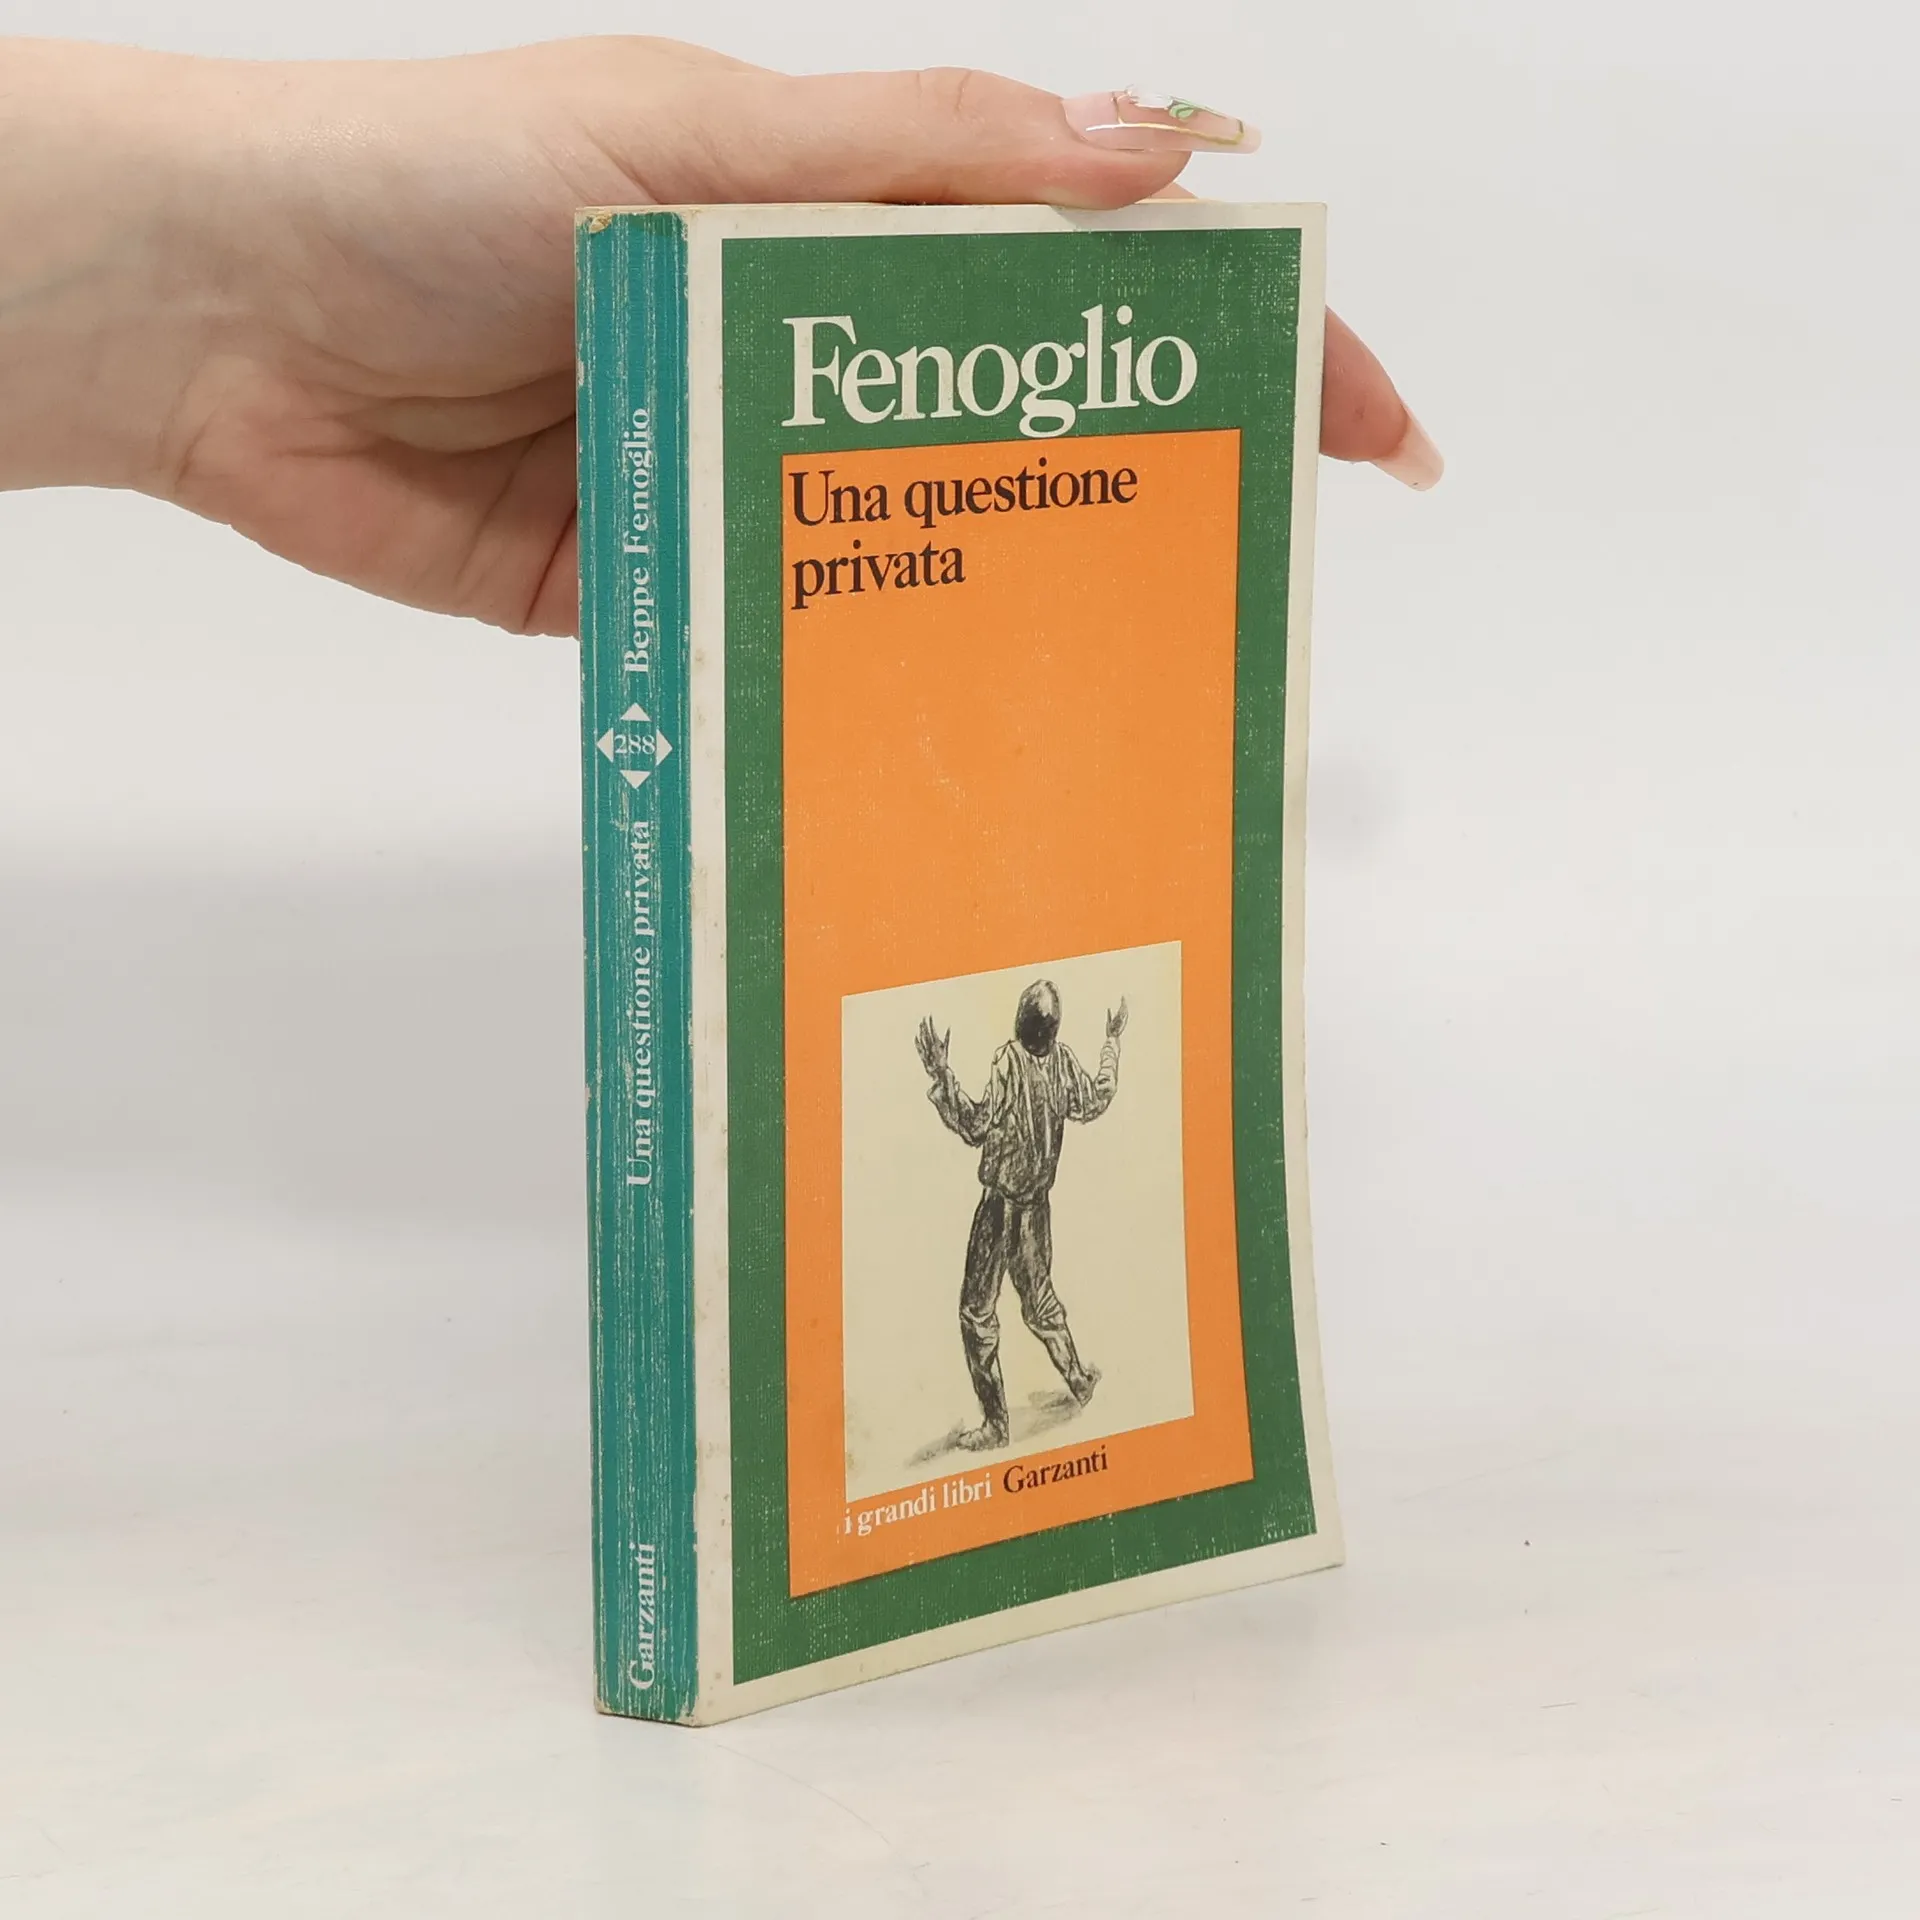 Fenoglio
Una questione
privata
i grandi libri Garzanti
Beppe Fenoglio
288
Una questione privata
Garzanti